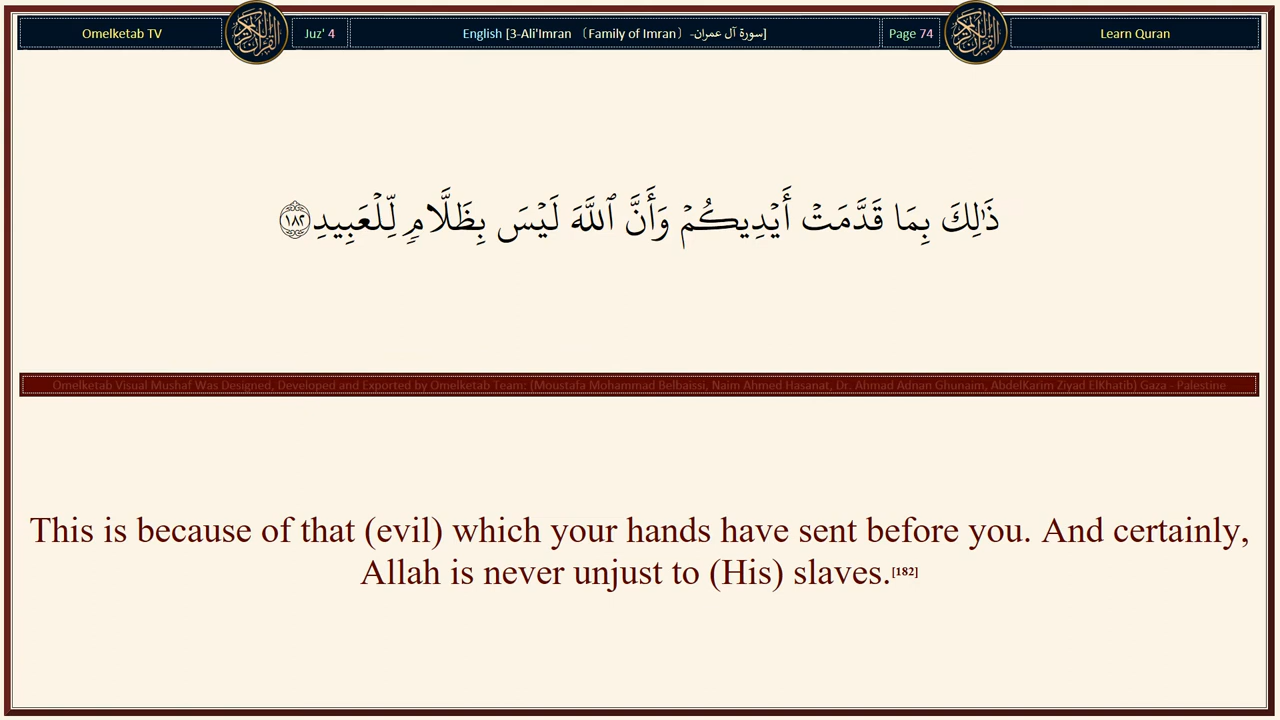 Omelketab TV
Juz' 4
English [3-Ali'Imran （Family of Imran）-سورة آل عمران]
Page 74
Learn Quran
ذَٰلِكَ بِمَا قَدَّمَتۡ أَيۡدِيكُمۡ وَأَنَّ ٱللَّهَ لَيۡسَ بِظَلَّامٖ لِّلۡعَبِيدِ ١٨٢
Omelketab Visual Mushaf Was Designed, Developed and Exported by Omelketab Team: (Moustafa Mohammad Belbaissi, Naim Ahmed Hasanat, Dr. Ahmad Adnan Ghunaim, AbdelKarim Ziyad ElKhatib) Gaza - Palestine
This is because of that (evil) which your hands have sent before you. And certainly,
Allah is never unjust to (His) slaves.[182]